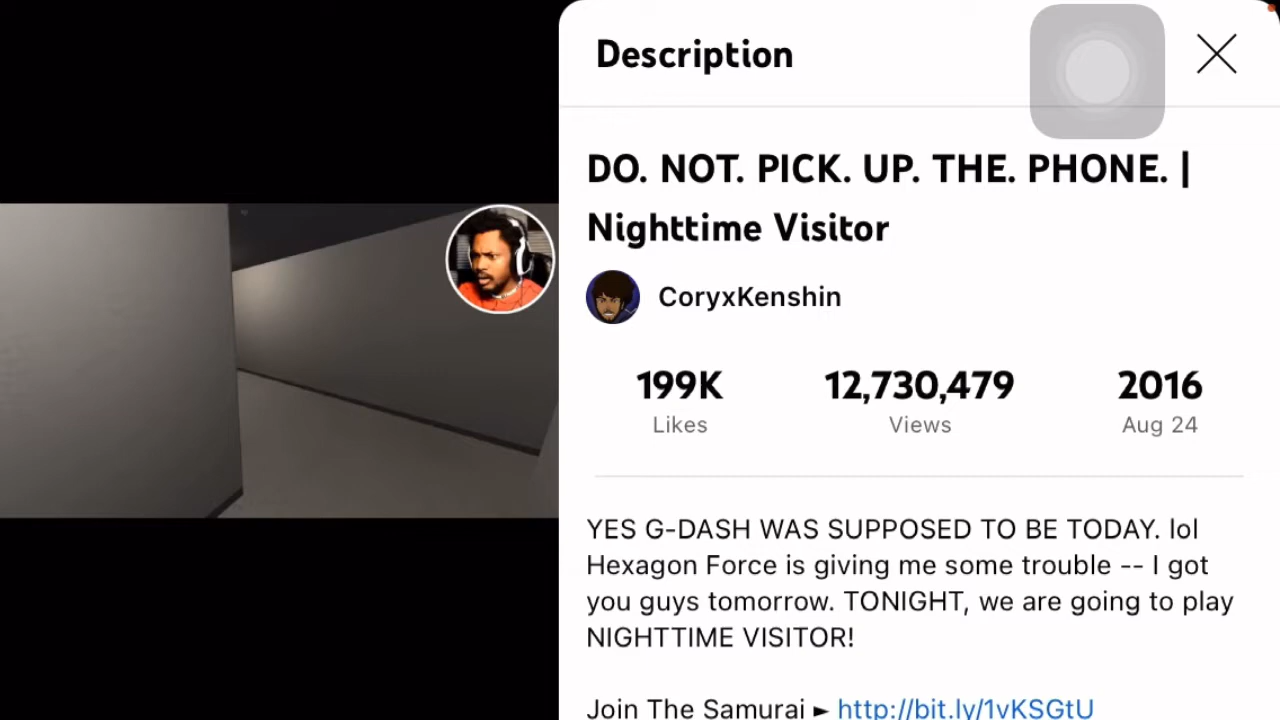 Description
DO. NOT. PICK. UP. THE. PHONE. |
Nighttime Visitor
CoryxKenshin
199K 12,730,479 2016
Likes Views Aug 24
YES G-DASH WAS SUPPOSED TO BE TODAY. lol
Hexagon Force is giving me some trouble -- I got
you guys tomorrow. TONIGHT, we are going to play
NIGHTTIME VISITOR!
Join The Samurai ► http://bit.ly/1vKSGtU